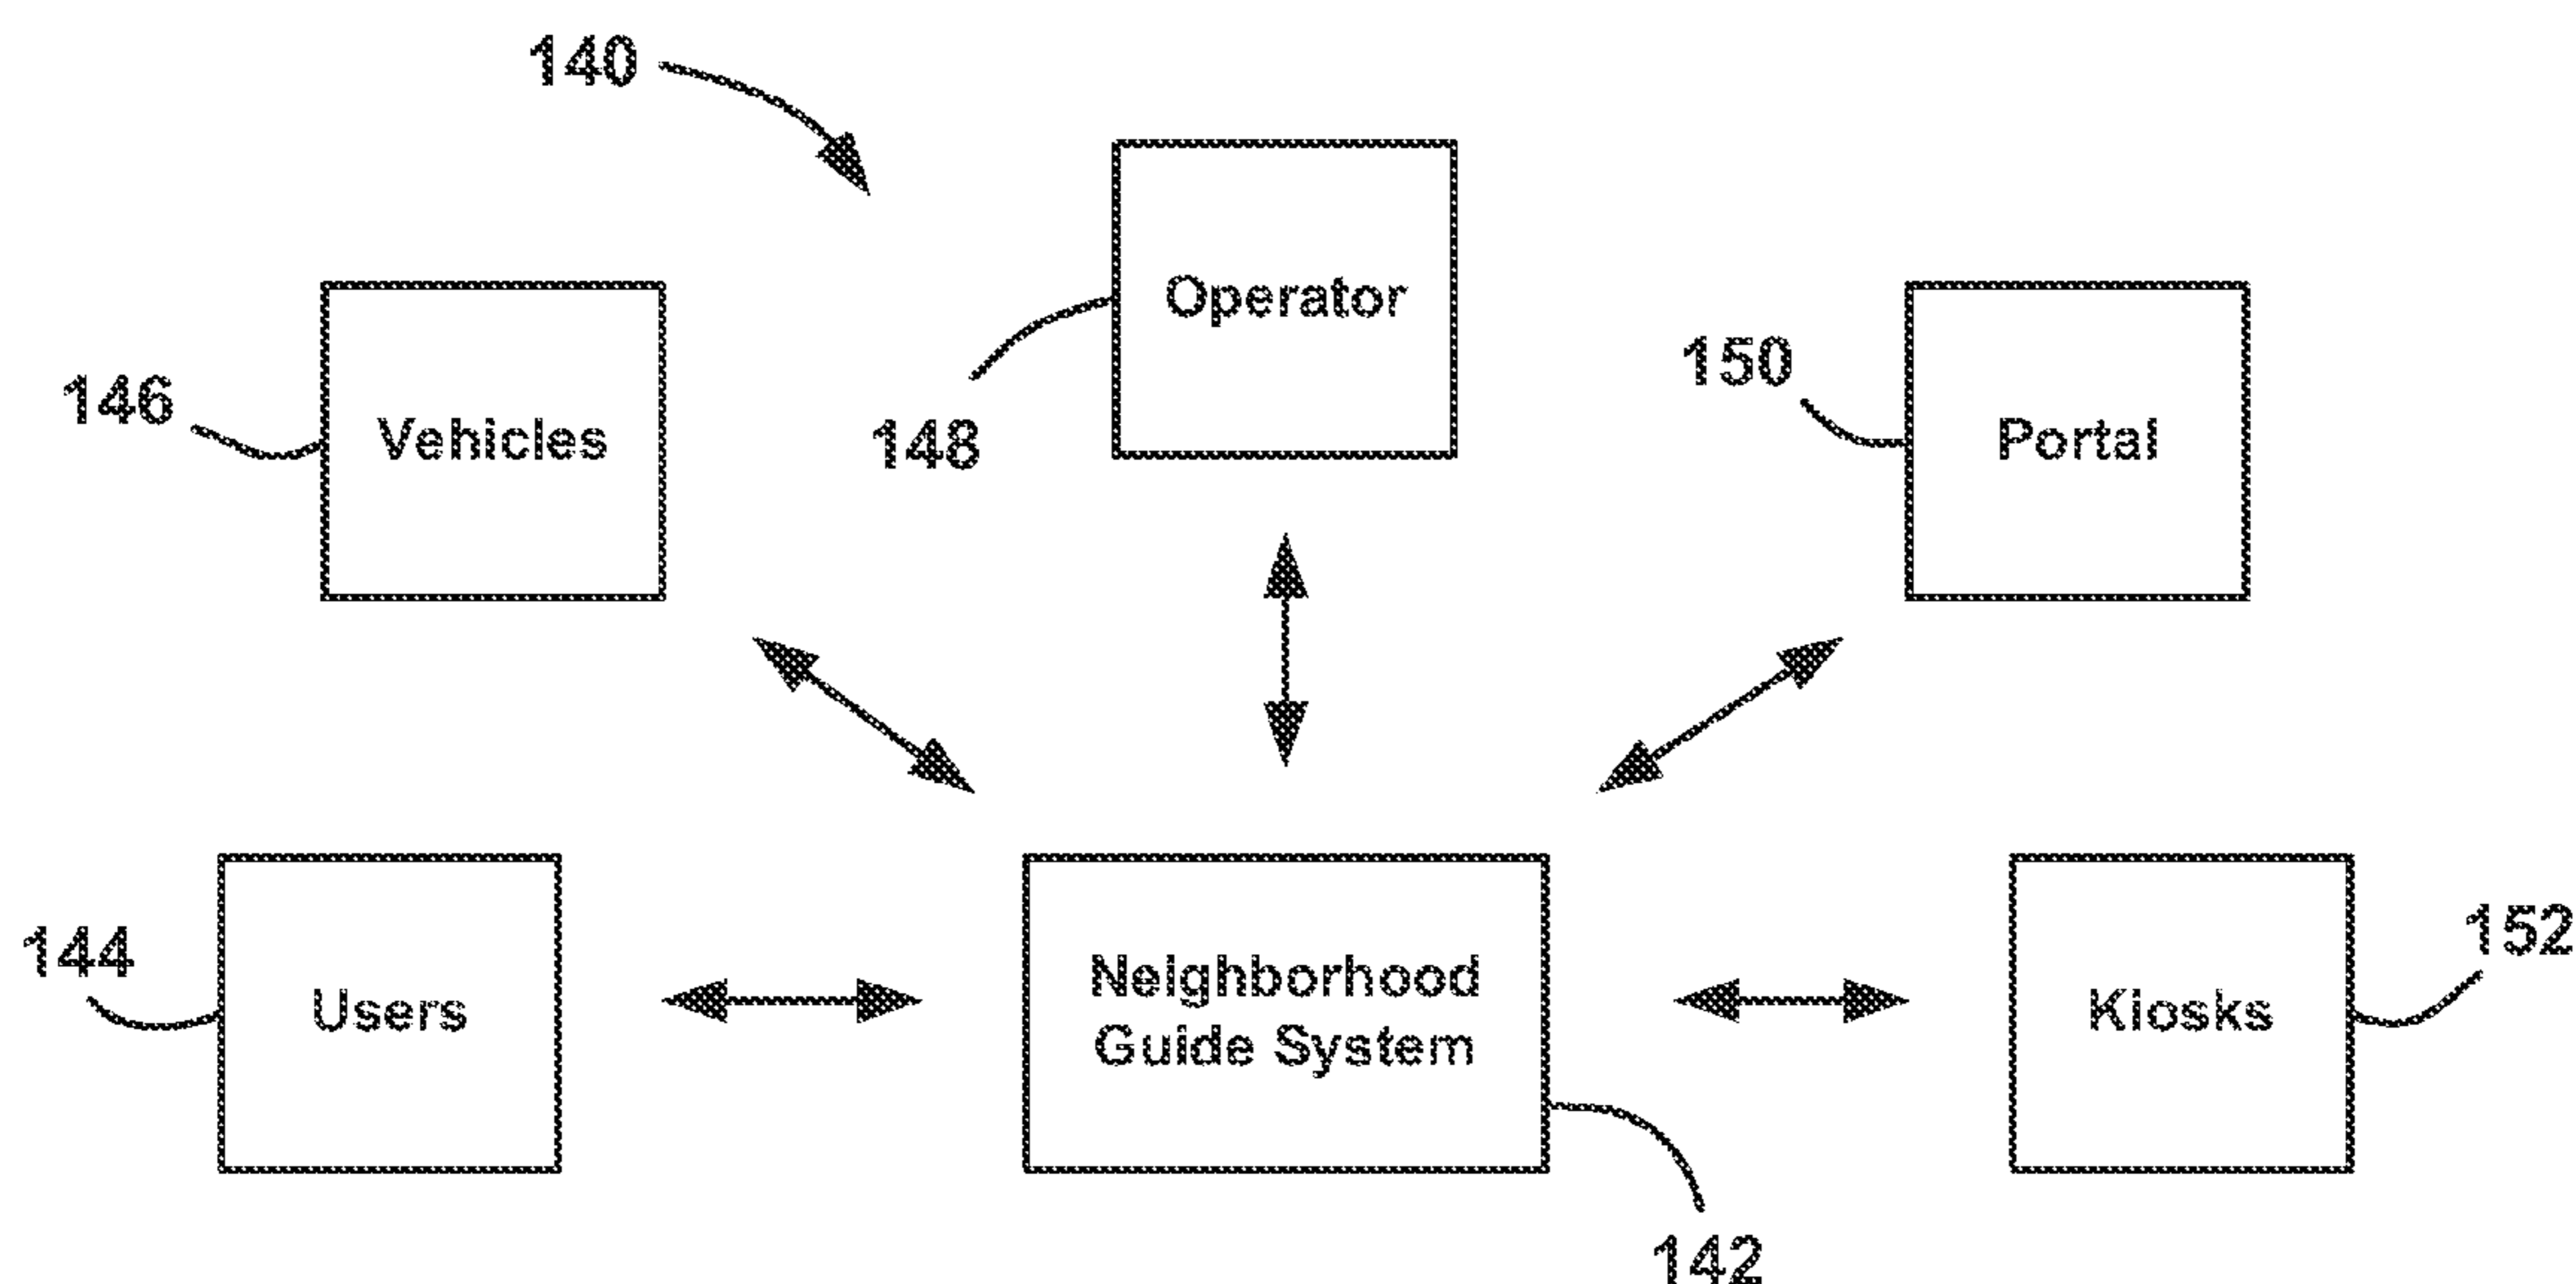 140
Operator
148
Vehicles
146
Portal
150
Users
144
Neighborhood
Guide System
142
Kiosks
152